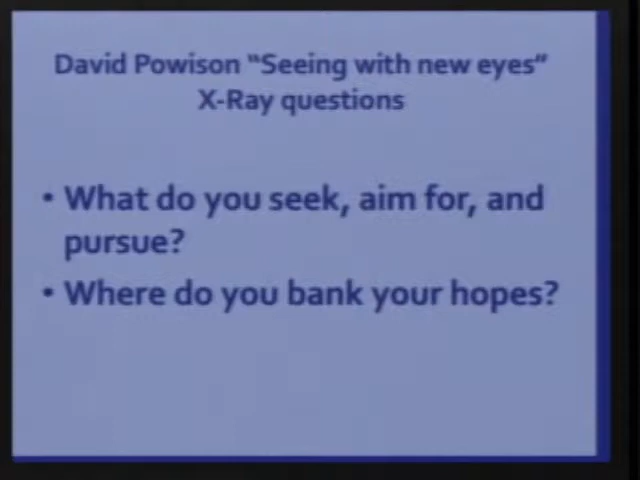 David Powison "Seeing with new eyes"
X-Ray questions
• What do you seek, aim for, and
pursue?
• Where do you bank your hopes?